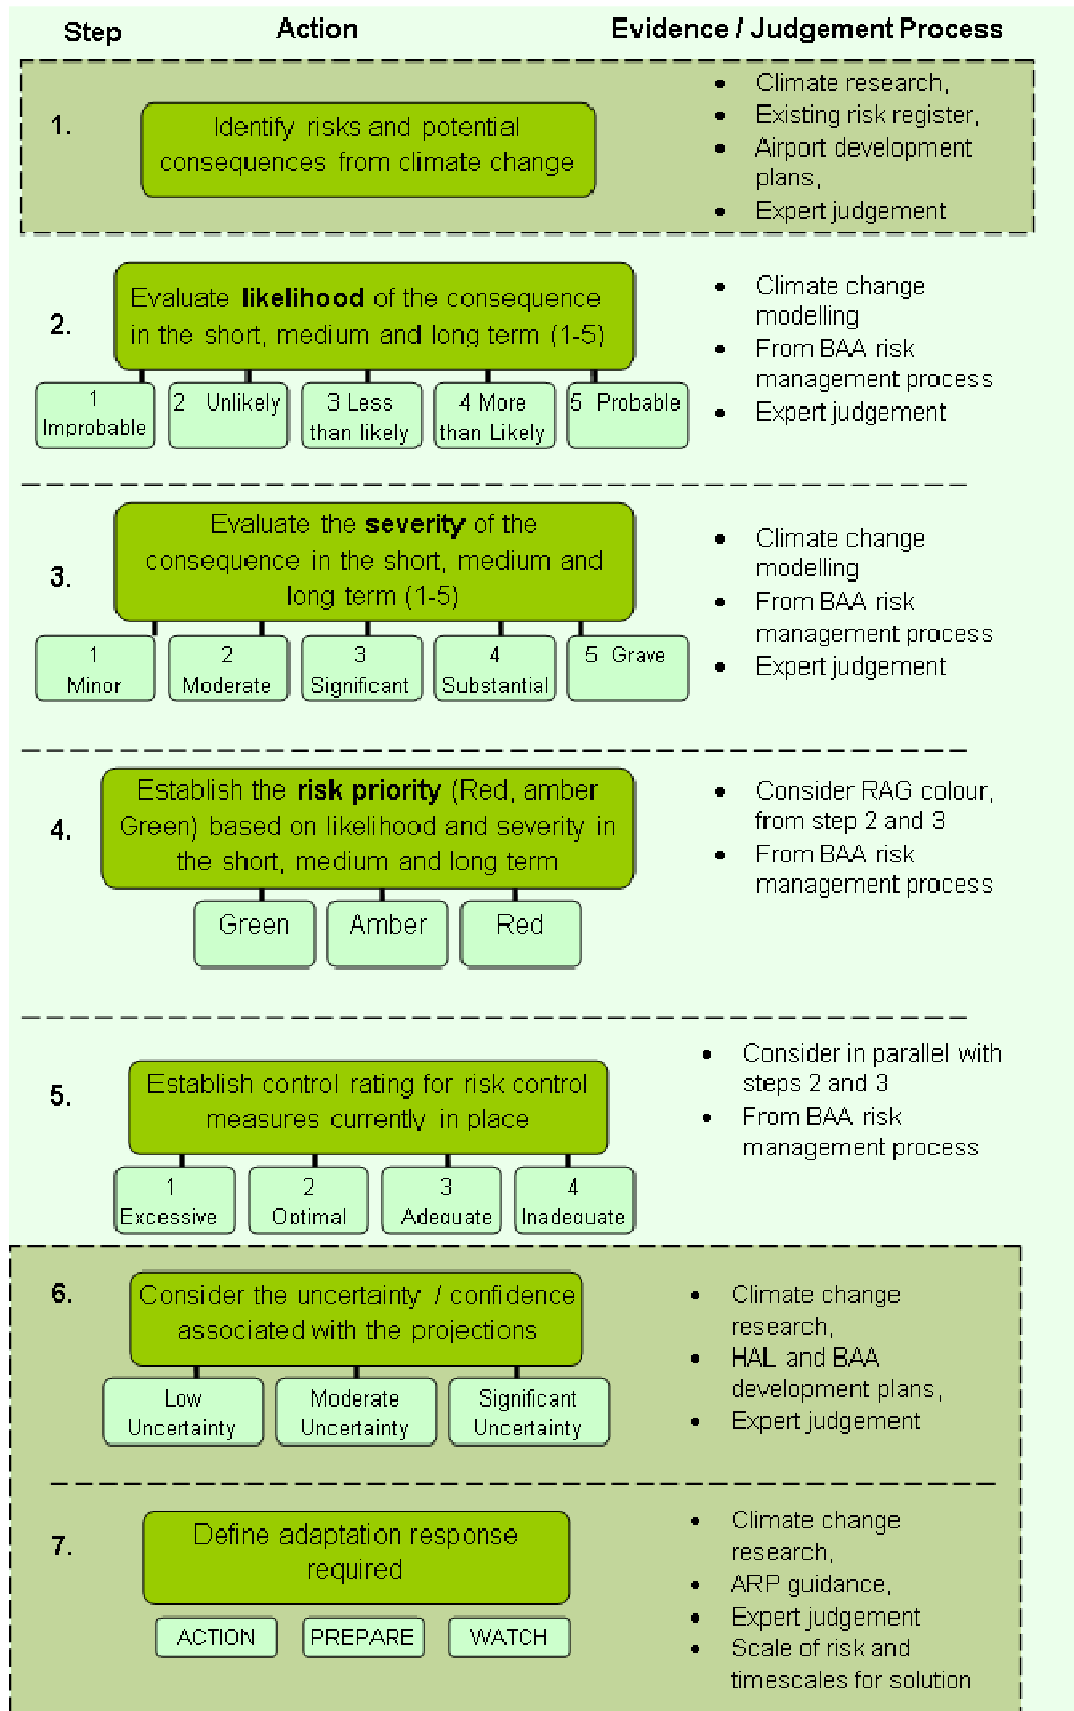 Step Action Evidence / Judgement Process
1.
Identify risks and potential
consequences from climate change
• Climate research,
• Existing risk register,
• Airport development
plans,
• Expert judgement
2.
Evaluate likelihood of the consequence
in the short, medium and long term (1-5)
1
Improbable
2 Unlikely
3 Less
than likely
4 More
than Likely
5 Probable
• Climate change
modelling
• From BAA risk
management process
• Expert judgement
3.
Evaluate the severity of the
consequence in the short, medium and
long term (1-5)
1
Minor
2
Moderate
3
Significant
4
Substantial
5 Grave
• Climate change
modelling
• From BAA risk
management process
• Expert judgement
4.
Establish the risk priority (Red, amber
Green) based on likelihood and severity in
the short, medium and long term
Green
Amber
Red
• Consider RAG colour,
from step 2 and 3
• From BAA risk
management process
5.
Establish control rating for risk control
measures currently in place
1
Excessive
2
Optimal
3
Adequate
4
Inadequate
• Consider in parallel with
steps 2 and 3
• From BAA risk
management process
6.
Consider the uncertainty / confidence
associated with the projections
Low
Uncertainty
Moderate
Uncertainty
Significant
Uncertainty
• Climate change
research,
• HAL and BAA
development plans,
• Expert judgement
7.
Define adaptation response
required
ACTION
PREPARE
WATCH
• Climate change
research,
• ARP guidance,
• Expert judgement
• Scale of risk and
timescales for solution